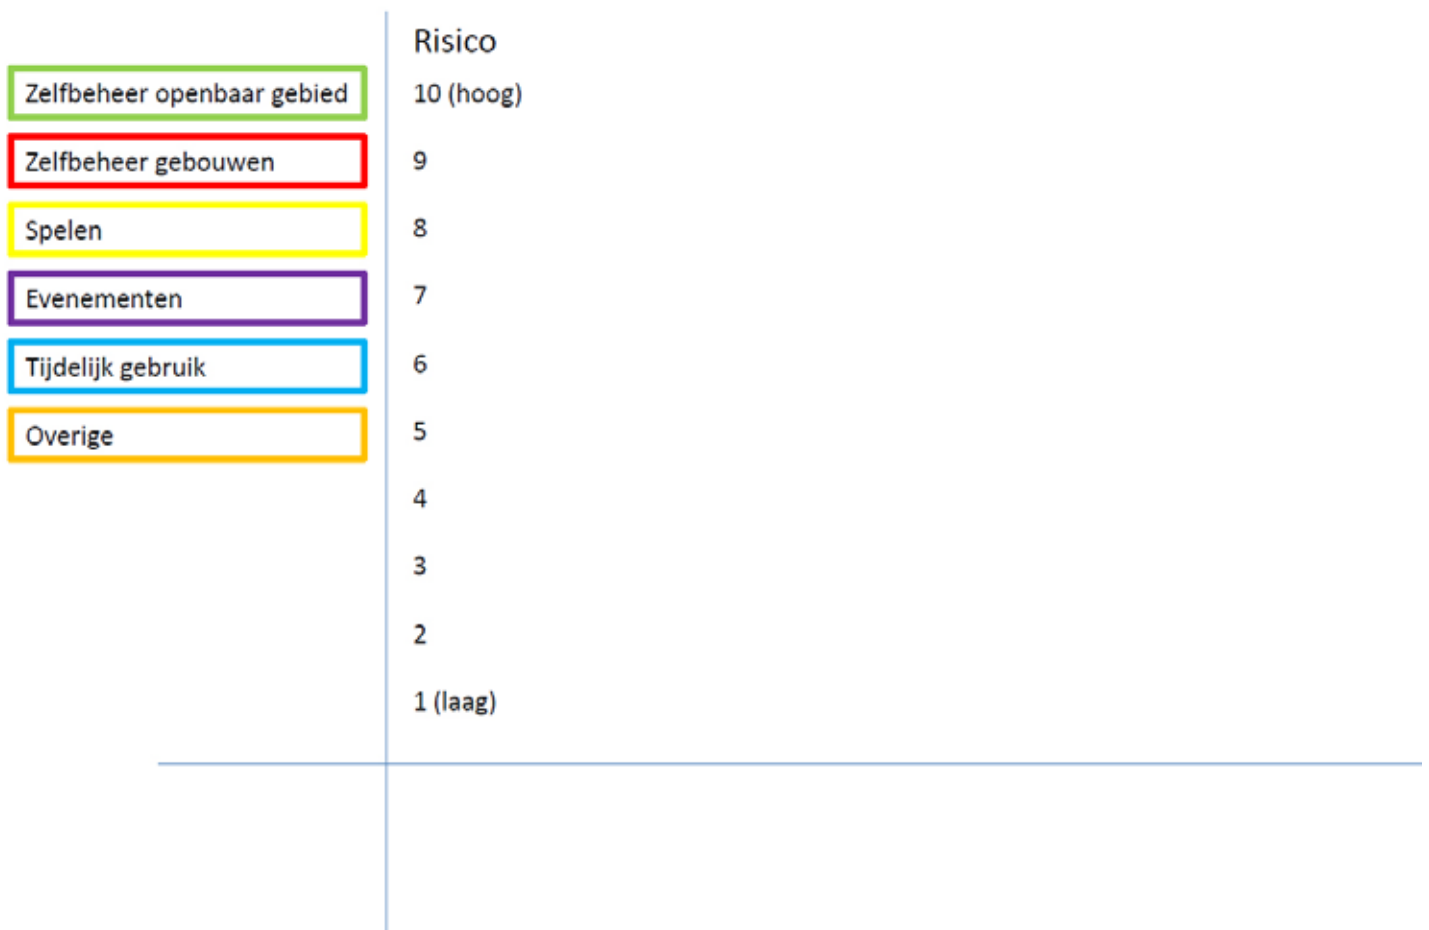 Risico
Zelfbeheer openbaar gebied
10 (hoog)
Zelfbeheer gebouwen
9
Spelen
8
Evenementen
7
Tijdelijk gebruik
6
Overige
5
4
3
2
1 (laag)